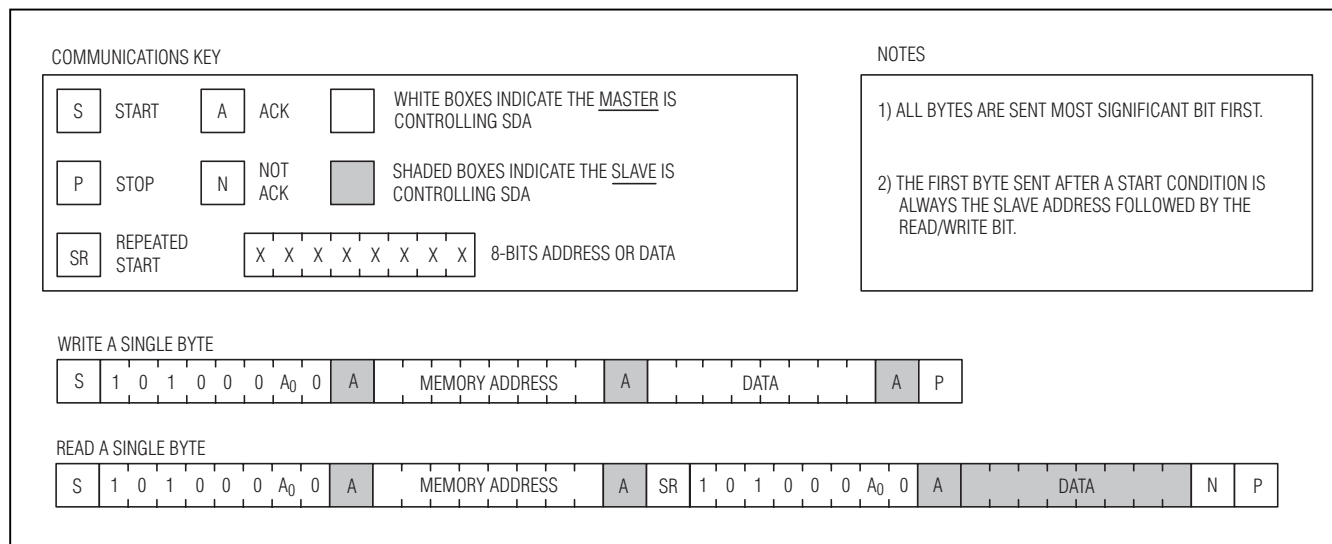 COMMUNICATIONS KEY
S START A ACK WHITE BOXES INDICATE THE MASTER IS
CONTROLLING SDA
P STOP N NOT
ACK
SHADED BOXES INDICATE THE SLAVE IS
CONTROLLING SDA
SR REPEATED
START
X X X X X X X X 8-BITS ADDRESS OR DATA
NOTES
1) ALL BYTES ARE SENT MOST SIGNIFICANT BIT FIRST.
2) THE FIRST BYTE SENT AFTER A START CONDITION IS
ALWAYS THE SLAVE ADDRESS FOLLOWED BY THE
READ/WRITE BIT.
WRITE A SINGLE BYTE
S 1 0 1 0 0 0 A0 0 A MEMORY ADDRESS A DATA A P
READ A SINGLE BYTE
S 1 0 1 0 0 0 A0 0 A MEMORY ADDRESS A SR 1 0 1 0 0 0 A0 0 A DATA N P